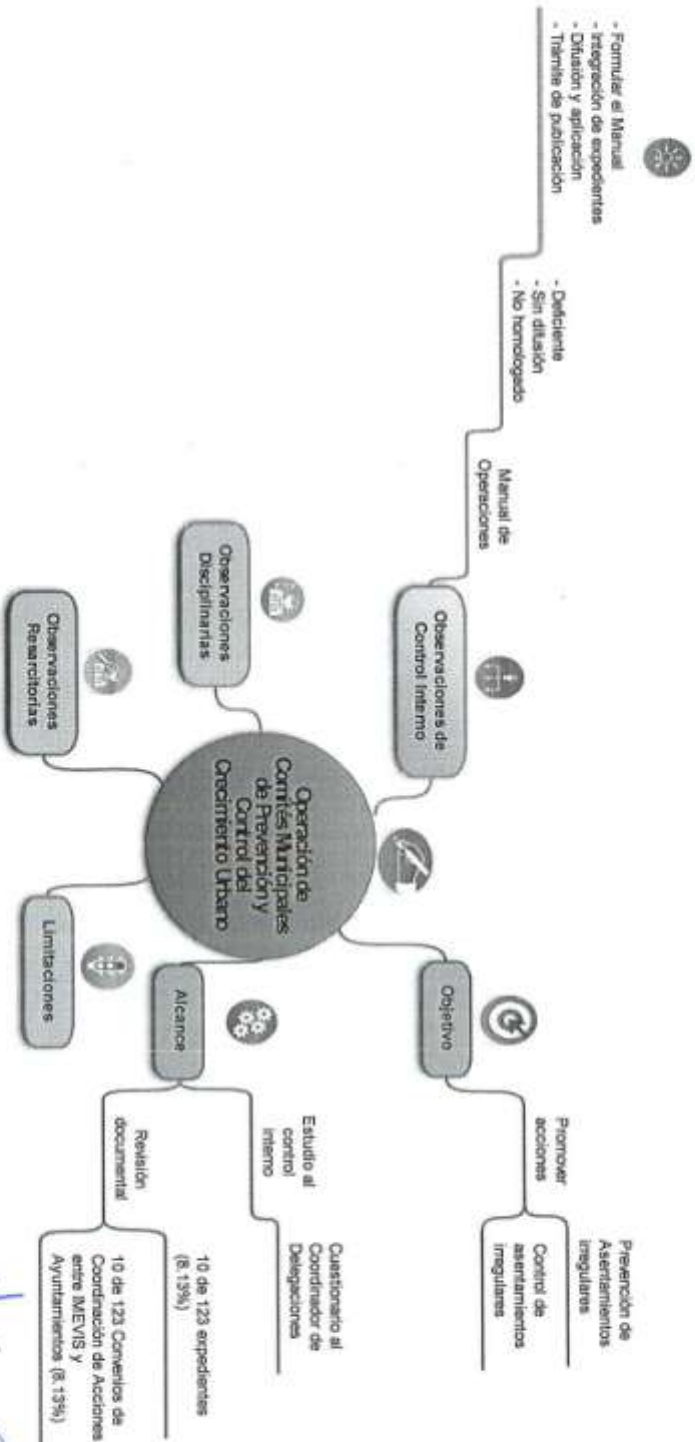 - Formular el Manual
- Integración de expedientes
- Difusión y aplicación
- Trámite de publicación
- Deficiente
- Sin difusión
- No homologado
Manual de
Operaciones
Observaciones de
Control Interno
Observaciones
Disciplinarias
Observaciones
Resarcitorias
Operación de
Comités Municipales
de Prevención y
Control del
Crecimiento Urbano
Objetivo
Promover
acciones
Prevención de
Asentamientos
irregulares
Control de
asentamientos
irregulares
Alcance
Estudio al
control
interno
Cuestionario al
Coordinador de
Delegaciones
Revisión
documental
10 de 123 expedientes
(8.13%)
10 de 123 Convenios de
Coordinación de Acciones
entre IMEVIS y
Ayuntamientos (8.13%)
Limitaciones